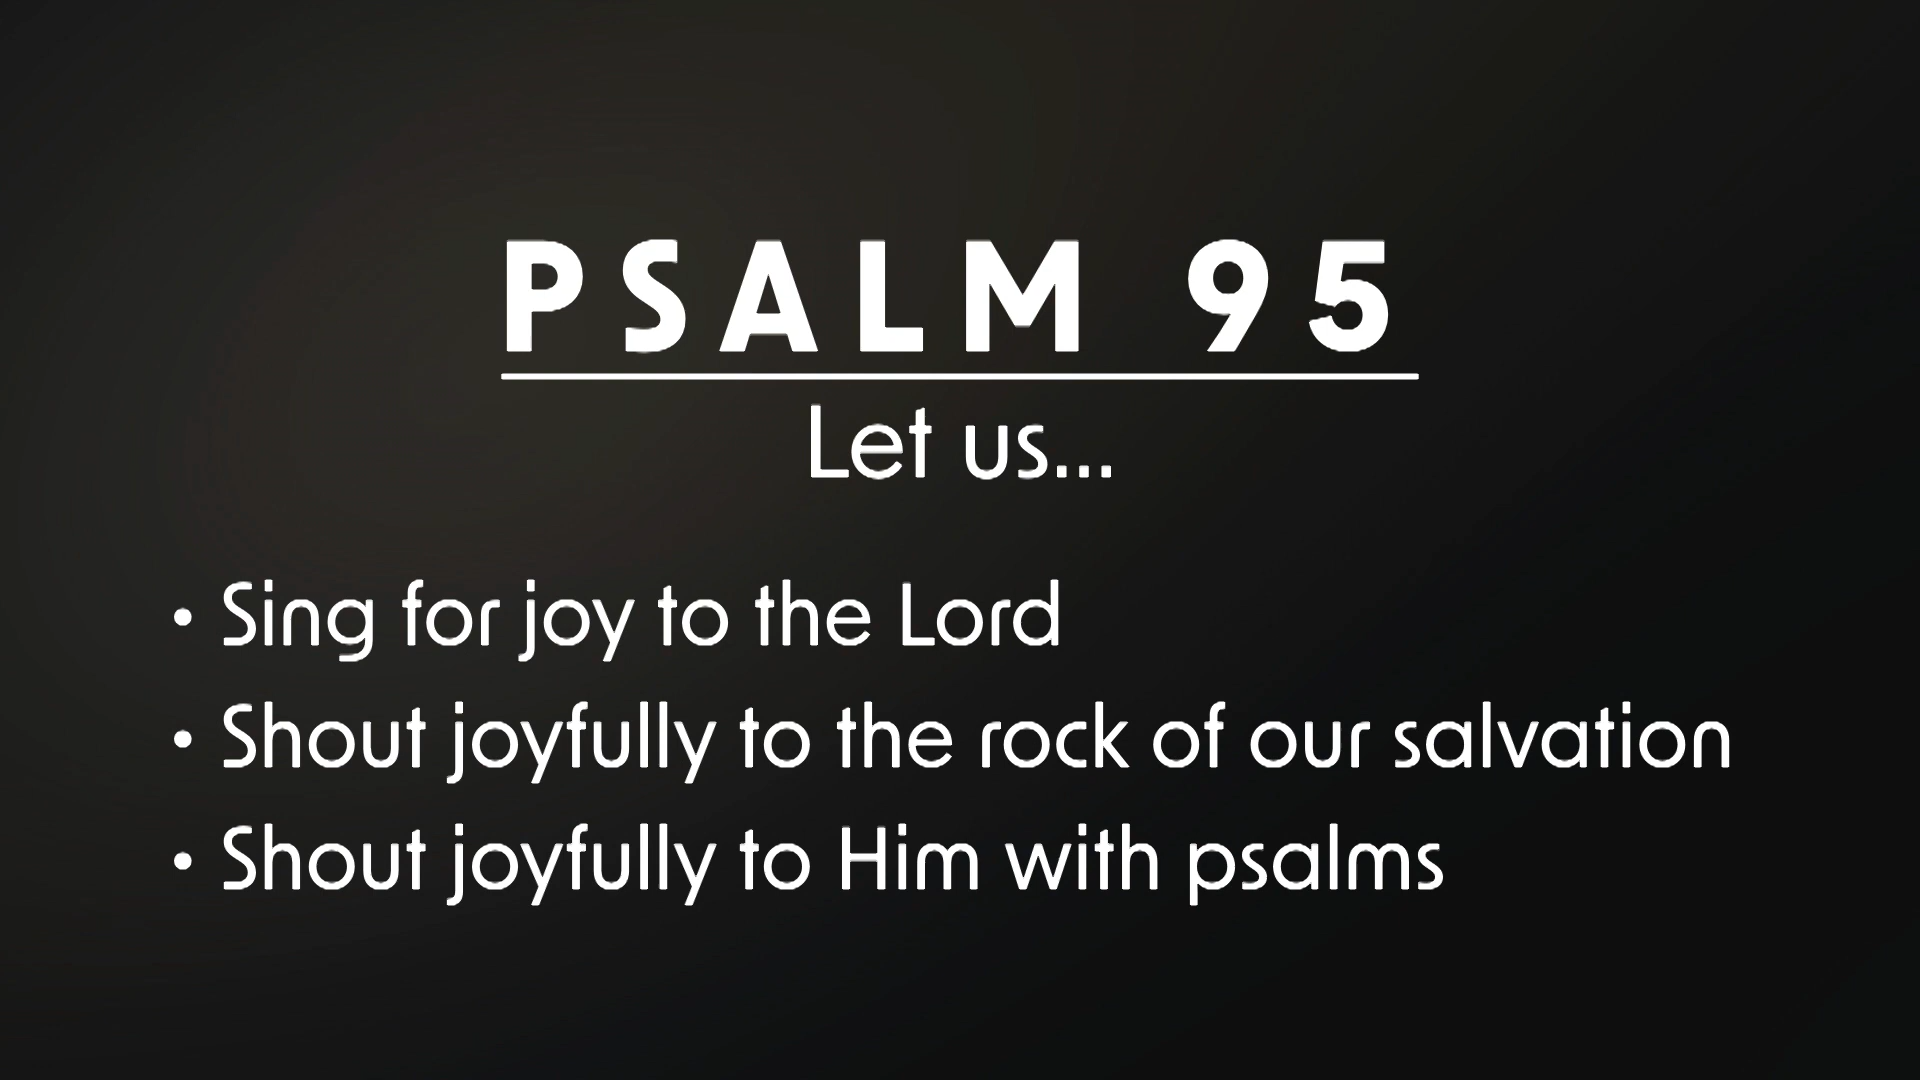 PSALM 95
Let us...
• Sing for joy to the Lord
• Shout joyfully to the rock of our salvation
• Shout joyfully to Him with psalms